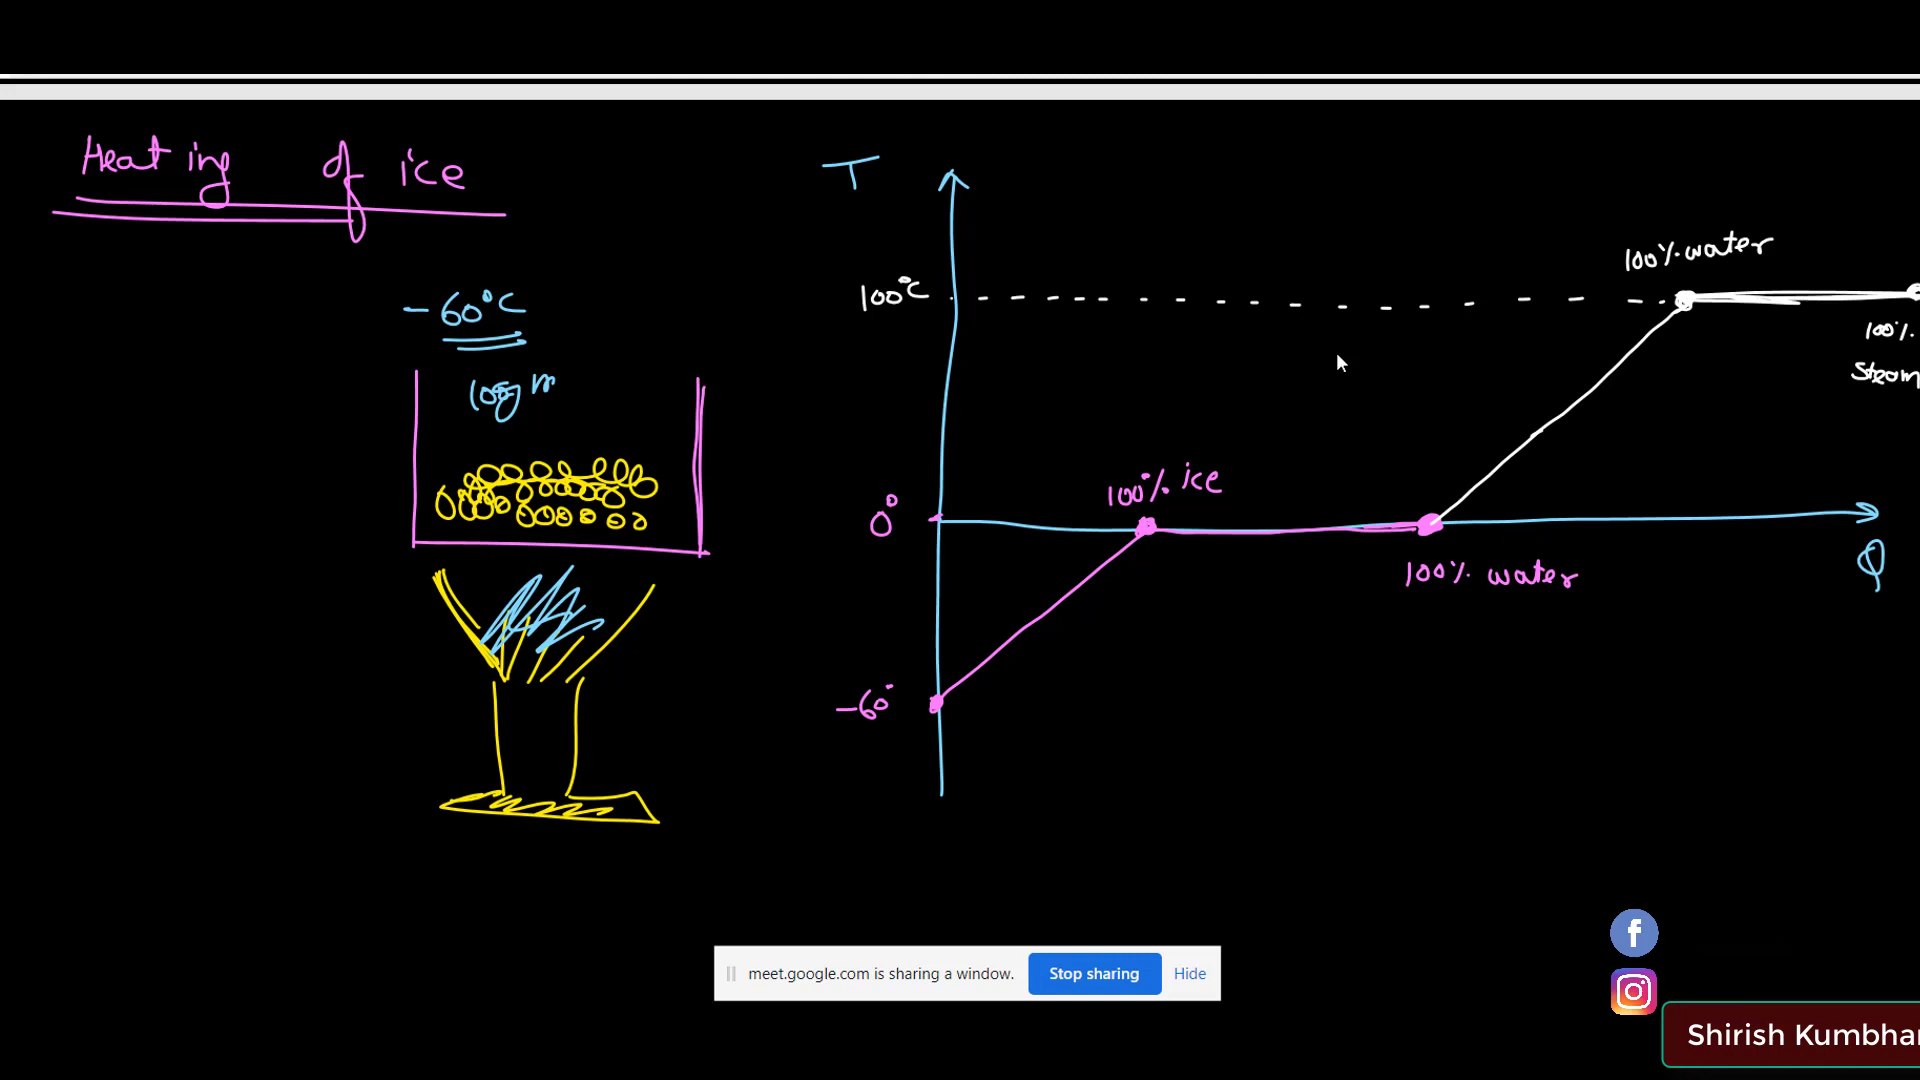 Heating of ice
-60°C
100gm
T
100°C
100% water
100%
Steam
100% ice
0°
100% water
Q
-60°
meet.google.com is sharing a window.
Stop sharing
Hide
f
Shirish Kumbhar